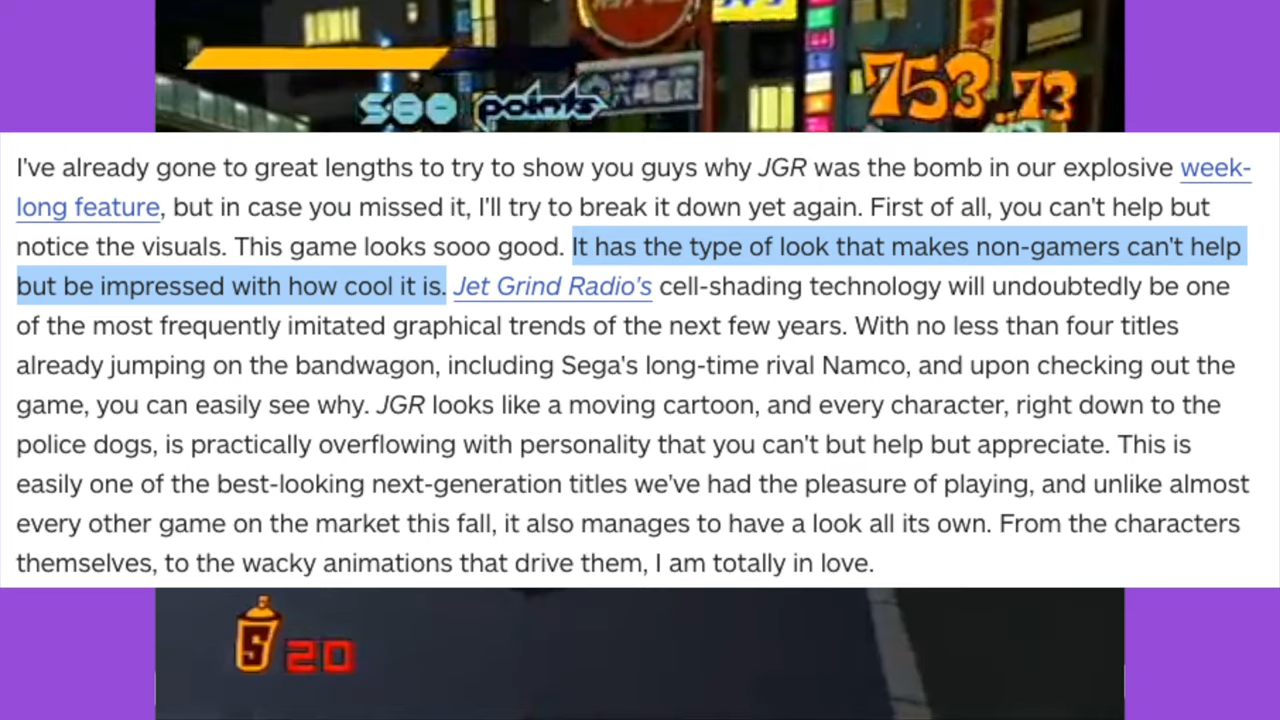 580 points
753.73
I've already gone to great lengths to try to show you guys why JGR was the bomb in our explosive week-
long feature, but in case you missed it, I'll try to break it down yet again. First of all, you can't help but
notice the visuals. This game looks sooo good. It has the type of look that makes non-gamers can't help
but be impressed with how cool it is. Jet Grind Radio's cell-shading technology will undoubtedly be one
of the most frequently imitated graphical trends of the next few years. With no less than four titles
already jumping on the bandwagon, including Sega's long-time rival Namco, and upon checking out the
game, you can easily see why. JGR looks like a moving cartoon, and every character, right down to the
police dogs, is practically overflowing with personality that you can't but help but appreciate. This is
easily one of the best-looking next-generation titles we've had the pleasure of playing, and unlike almost
every other game on the market this fall, it also manages to have a look all its own. From the characters
themselves, to the wacky animations that drive them, I am totally in love.
S 20